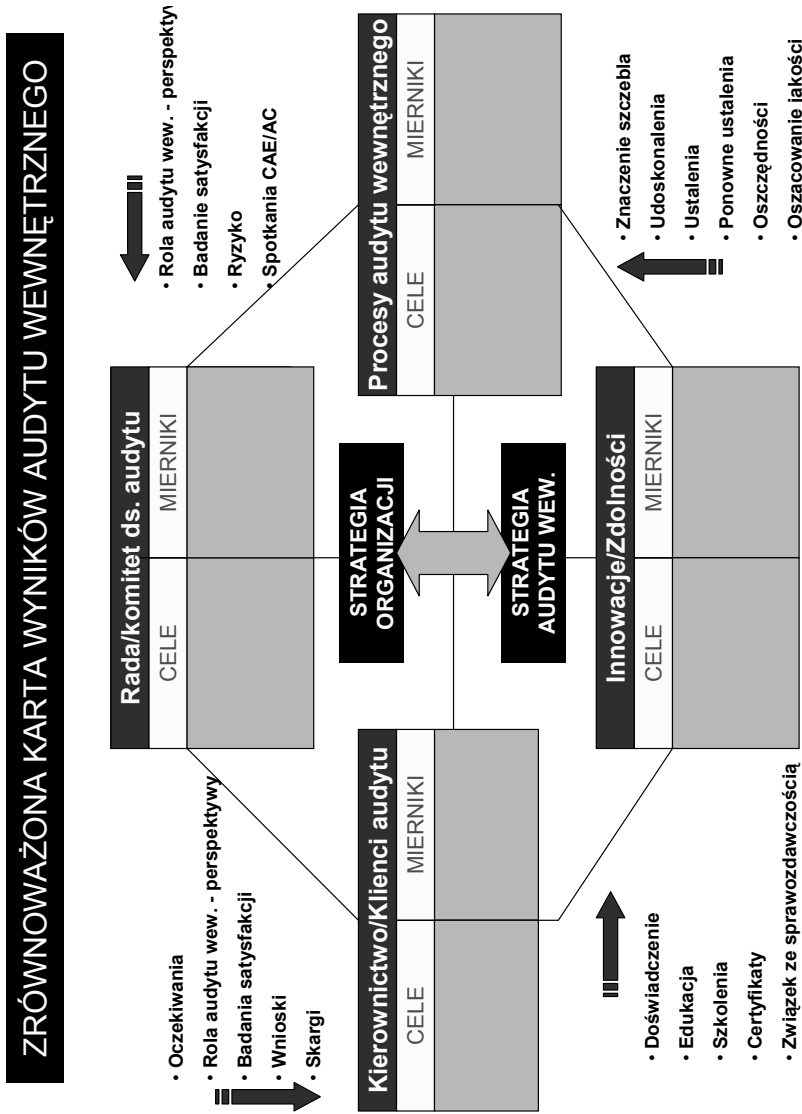 ZRÓWNOWAŻONA KARTA WYNIKÓW AUDYTU WEWNĘTRZNEGO
• Oczekiwania
• Rola audytu wew. - perspektywy
• Badania satysfakcji
• Wnioski
• Skargi
Rada/komitet ds. audytu
CELE MIERNIKI
• Rola audytu wew. - perspektyw
• Badanie satysfakcji
• Ryzyko
• Spotkania CAE/AC
Kierownictwo/Klienci audytu
CELE MIERNIKI
STRATEGIA
ORGANIZACJI
STRATEGIA
AUDYTU WEW.
Procesy audytu wewnętrznego
CELE MIERNIKI
• Doświadczenie
• Edukacja
• Szkolenia
• Certyfikaty
• Związek ze sprawozdawczością
Innowacje/Zdolności
CELE MIERNIKI
• Znaczenie szczebla
• Udoskonalenia
• Ustalenia
• Ponowne ustalenia
• Oszczędności
• Oszacowanie jakości